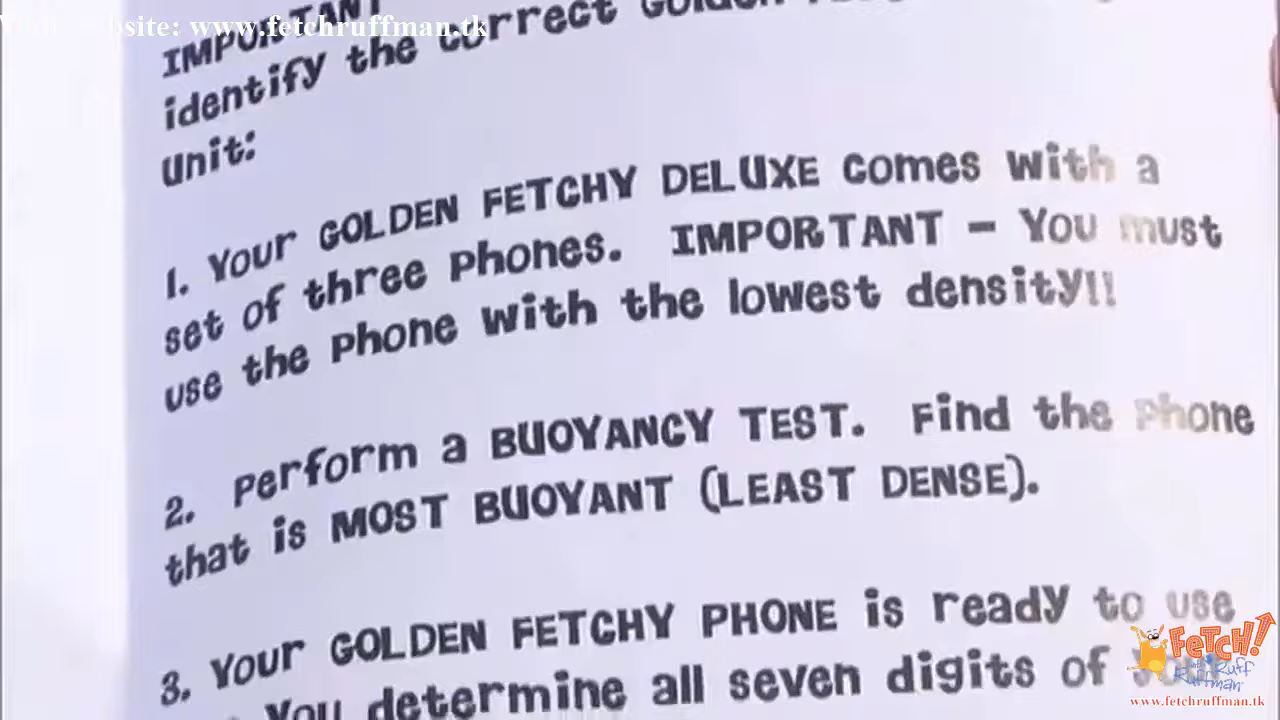 website: www.fetchruffman.tk
IMPORTANT
identify the correct Golden
Unit:
1. Your GOLDEN FETCHY DELUXE comes with a
set of three phones. IMPORTANT - You must
use the phone with the lowest density!!
2. Perform a BUOYANCY TEST. Find the phone
that is MOST BUOYANT (LEAST DENSE).
3. Your GOLDEN FETCHY PHONE is ready to use
You determine all seven digits of
FETCH!
with Ruff
Ruffman
www.fetchruffman.tk